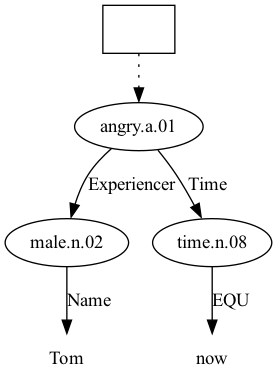 angry.a.01
Experiencer Time
male.n.02 time.n.08
Name EQU
Tom now